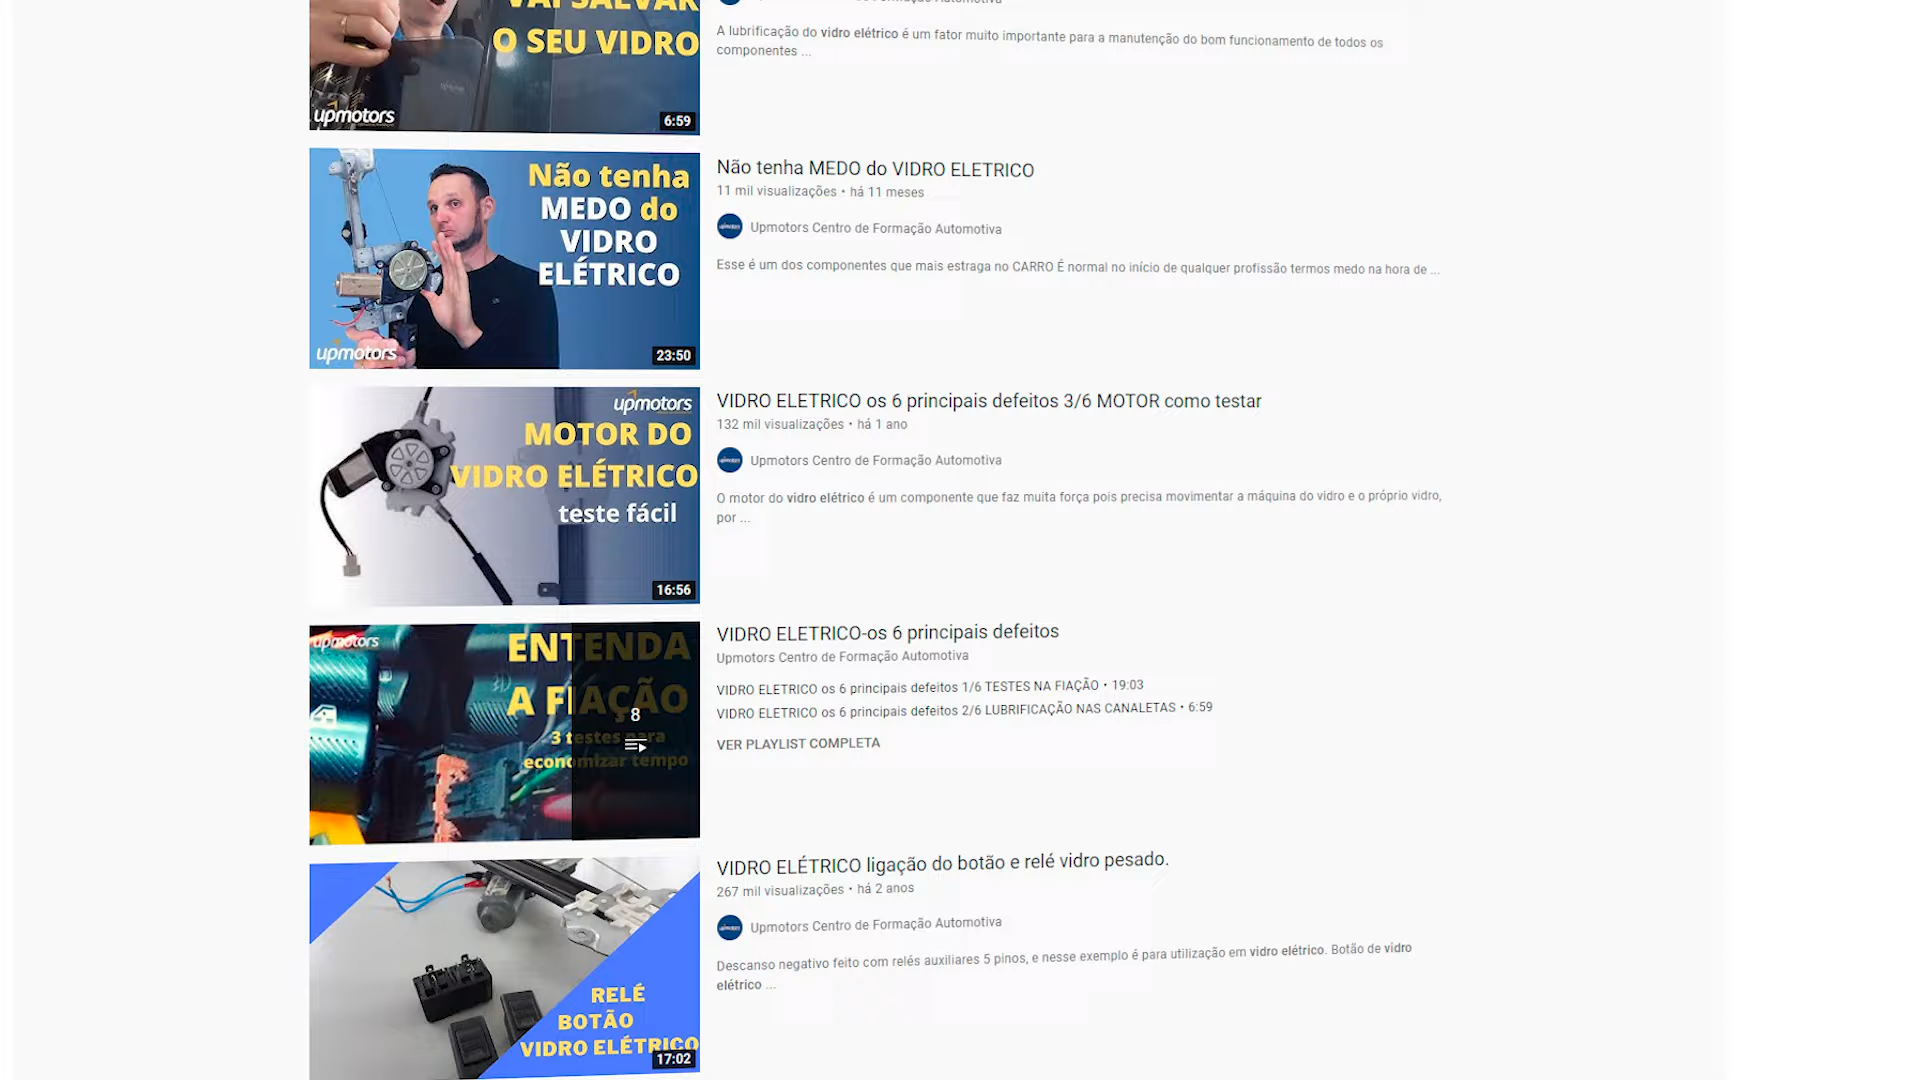 VAI SALVAR
O SEU VIDRO
upmotors
6:59
A lubrificação do vidro elétrico é um fator muito importante para a manutenção do bom funcionamento de todos os
componentes ...
Não tenha
MEDO do
VIDRO
ELÉTRICO
upmotors
23:50
Não tenha MEDO do VIDRO ELETRICO
11 mil visualizações • há 11 meses
Upmotors Centro de Formação Automotiva
Esse é um dos componentes que mais estraga no CARRO É normal no início de qualquer profissão termos medo na hora de ...
upmotors
MOTOR DO
VIDRO ELÉTRICO
teste fácil
16:56
VIDRO ELETRICO os 6 principais defeitos 3/6 MOTOR como testar
132 mil visualizações • há 1 ano
Upmotors Centro de Formação Automotiva
O motor do vidro elétrico é um componente que faz muita força pois precisa movimentar a máquina do vidro e o próprio vidro,
por ...
upmotors
ENTENDA
A FIAÇÃO
3 testes para
economizar tempo
8
VIDRO ELETRICO-os 6 principais defeitos
Upmotors Centro de Formação Automotiva
VIDRO ELETRICO os 6 principais defeitos 1/6 TESTES NA FIAÇÃO • 19:03
VIDRO ELETRICO os 6 principais defeitos 2/6 LUBRIFICAÇÃO NAS CANALETAS • 6:59
VER PLAYLIST COMPLETA
RELÉ
BOTÃO
VIDRO ELÉTRICO
17:02
VIDRO ELÉTRICO ligação do botão e relé vidro pesado.
267 mil visualizações • há 2 anos
Upmotors Centro de Formação Automotiva
Descanso negativo feito com relés auxiliares 5 pinos, e nesse exemplo é para utilização em vidro elétrico. Botão de vidro
elétrico ...